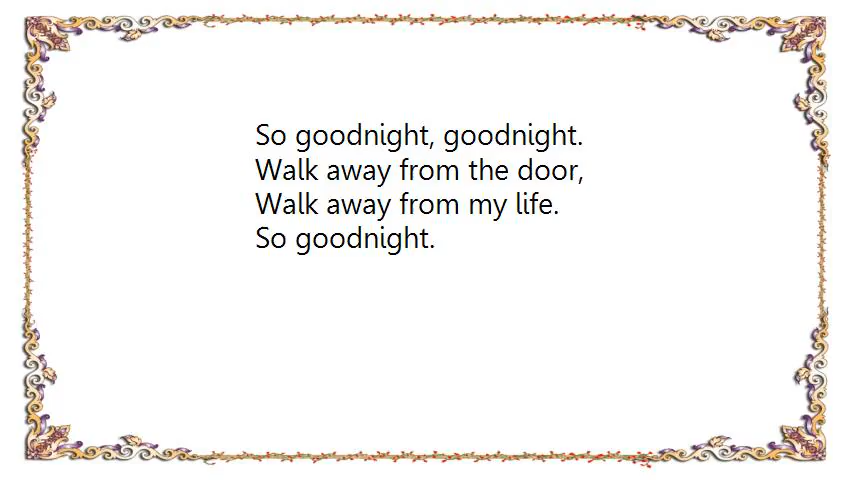 So goodnight, goodnight.
Walk away from the door,
Walk away from my life.
So goodnight.